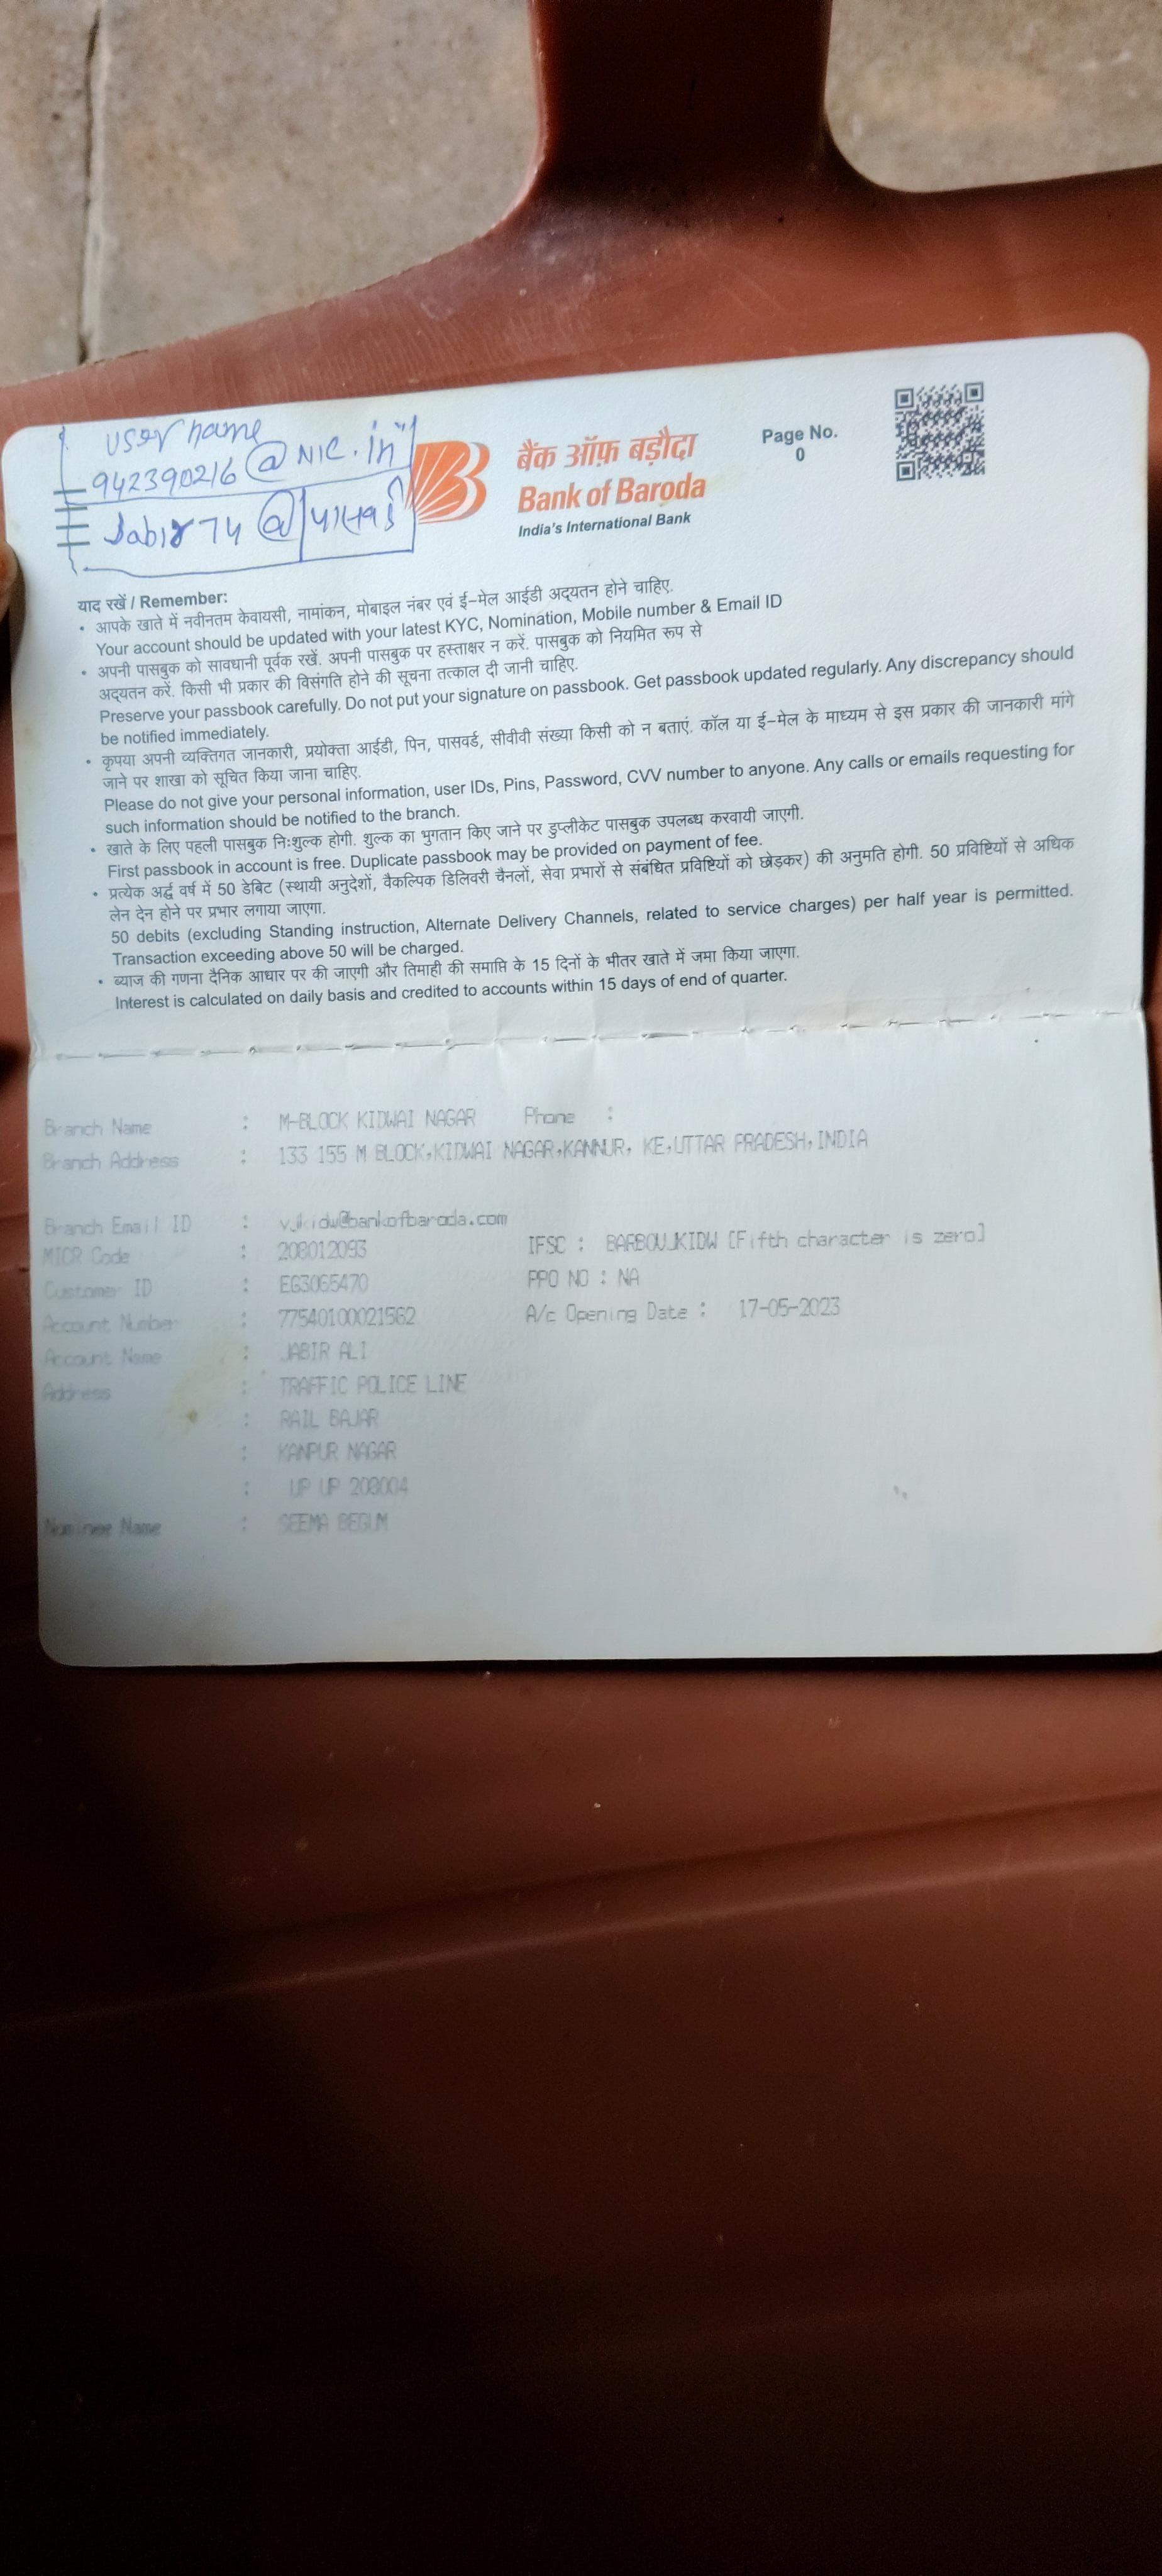 user name
942390216@NIC.in
Jabir 74 @ पासवर्ड
बैंक ऑफ़ बड़ौदा
Bank of Baroda
India's International Bank
Page No.
0
याद रखें / Remember:
• आपके खाते में नवीनतम केवायसी, नामांकन, मोबाइल नंबर एवं ई-मेल आईडी अद्यतन होने चाहिए.
Your account should be updated with your latest KYC, Nomination, Mobile number & Email ID
• अपनी पासबुक को सावधानी पूर्वक रखें. अपनी पासबुक पर हस्ताक्षर न करें. पासबुक को नियमित रूप से
अद्यतन करें. किसी भी प्रकार की विसंगति होने की सूचना तत्काल दी जानी चाहिए.
Preserve your passbook carefully. Do not put your signature on passbook. Get passbook updated regularly. Any discrepancy should
be notified immediately.
• कृपया अपनी व्यक्तिगत जानकारी, प्रयोक्ता आईडी, पिन, पासवर्ड, सीवीवी संख्या किसी को न बताएं. कॉल या ई-मेल के माध्यम से इस प्रकार की जानकारी मांगे
जाने पर शाखा को सूचित किया जाना चाहिए.
Please do not give your personal information, user IDs, Pins, Password, CVV number to anyone. Any calls or emails requesting for
such information should be notified to the branch.
• खाते के लिए पहली पासबुक निःशुल्क होगी. शुल्क का भुगतान किए जाने पर डुप्लीकेट पासबुक उपलब्ध करवायी जाएगी.
First passbook in account is free. Duplicate passbook may be provided on payment of fee.
• प्रत्येक अर्द्ध वर्ष में 50 डेबिट (स्थायी अनुदेशों, वैकल्पिक डिलिवरी चैनलों, सेवा प्रभारों से संबंधित प्रविष्टियों को छोड़कर) की अनुमति होगी. 50 प्रविष्टियों से अधिक
लेन देन होने पर प्रभार लगाया जाएगा.
50 debits (excluding Standing instruction, Alternate Delivery Channels, related to service charges) per half year is permitted.
Transaction exceeding above 50 will be charged.
• ब्याज की गणना दैनिक आधार पर की जाएगी और तिमाही की समाप्ति के 15 दिनों के भीतर खाते में जमा किया जाएगा.
Interest is calculated on daily basis and credited to accounts within 15 days of end of quarter.
Branch Name : M-BLOCK KIDWAI NAGAR Phone :
Branch Address : 133 155 M BLOCK,KIDWAI NAGAR,KANNUR, KE,UTTAR PRADESH,INDIA
Branch Email ID : vjkidw@bankofbaroda.com
MICR Code : 208012093 IFSC : BARB0VJKIDW [Fifth character is zero]
Customer ID : EG3065470 PPO NO : NA
Account Number : 77540100021562 A/c Opening Date : 17-05-2023
Account Name : JABIR ALI
Address : TRAFFIC POLICE LINE
: RAIL BAJAR
: KANPUR NAGAR
: UP UP 208004
Nominee Name : SEEMA BEGUM